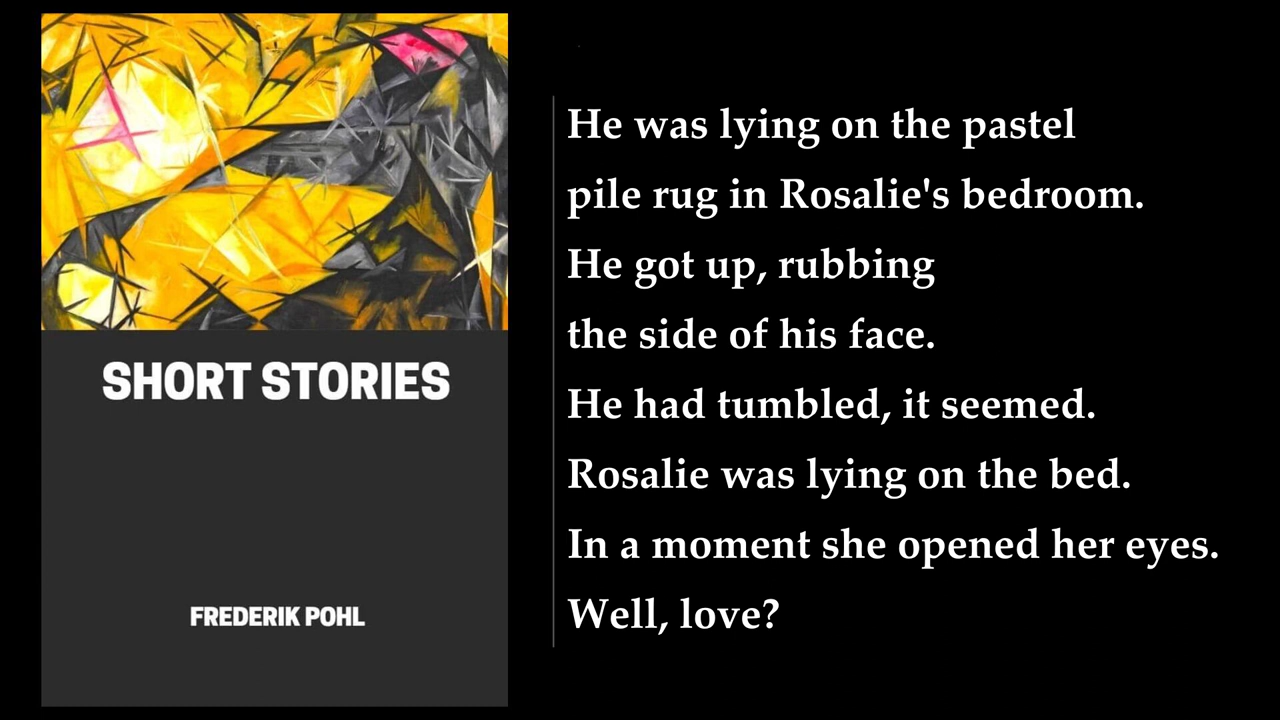 SHORT STORIES
FREDERIK POHL
He was lying on the pastel
pile rug in Rosalie's bedroom.
He got up, rubbing
the side of his face.
He had tumbled, it seemed.
Rosalie was lying on the bed.
In a moment she opened her eyes.
Well, love?